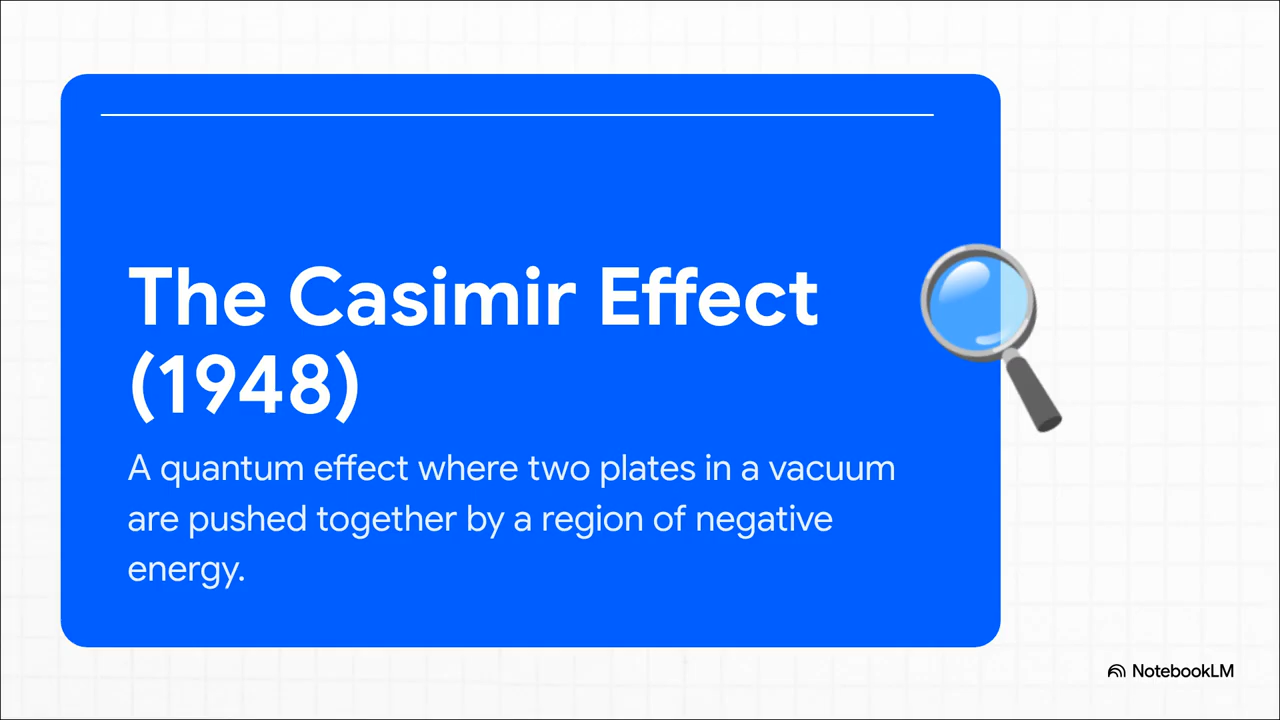 The Casimir Effect
(1948)
A quantum effect where two plates in a vacuum
are pushed together by a region of negative
energy.
NotebookLM